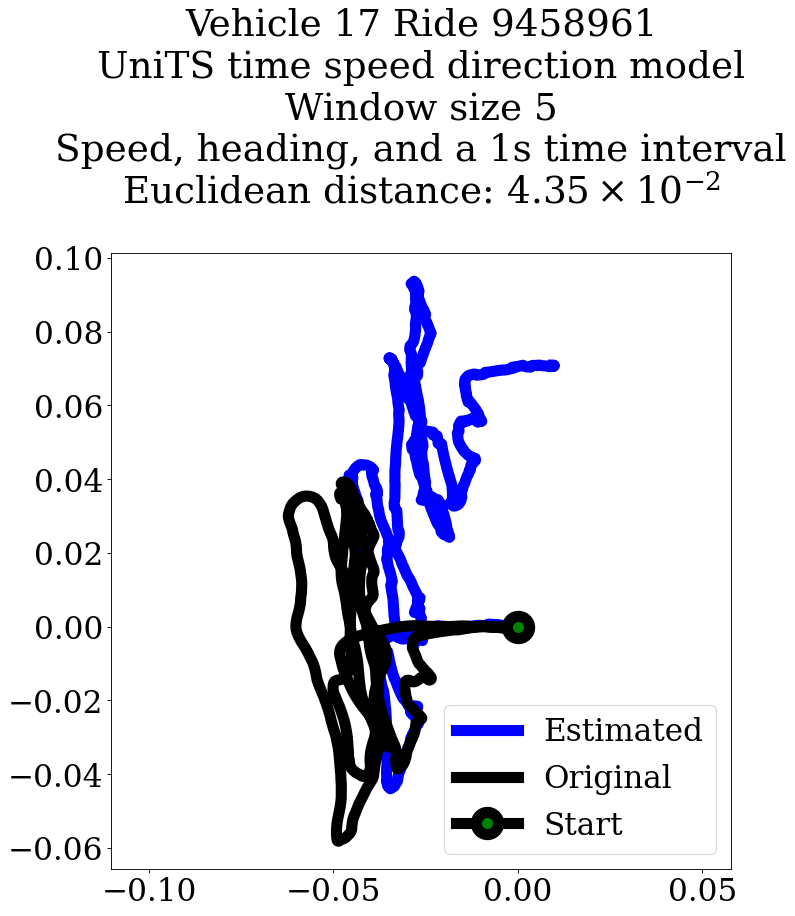 Vehicle 17 Ride 9458961
UniTS time speed direction model
Window size 5
Speed, heading, and a 1s time interval
Euclidean distance: 4.35 × 10⁻²
0.10
0.08
0.06
0.04
0.02
0.00
−0.02
−0.04
−0.06
Estimated
Original
Start
−0.10
−0.05
0.00
0.05